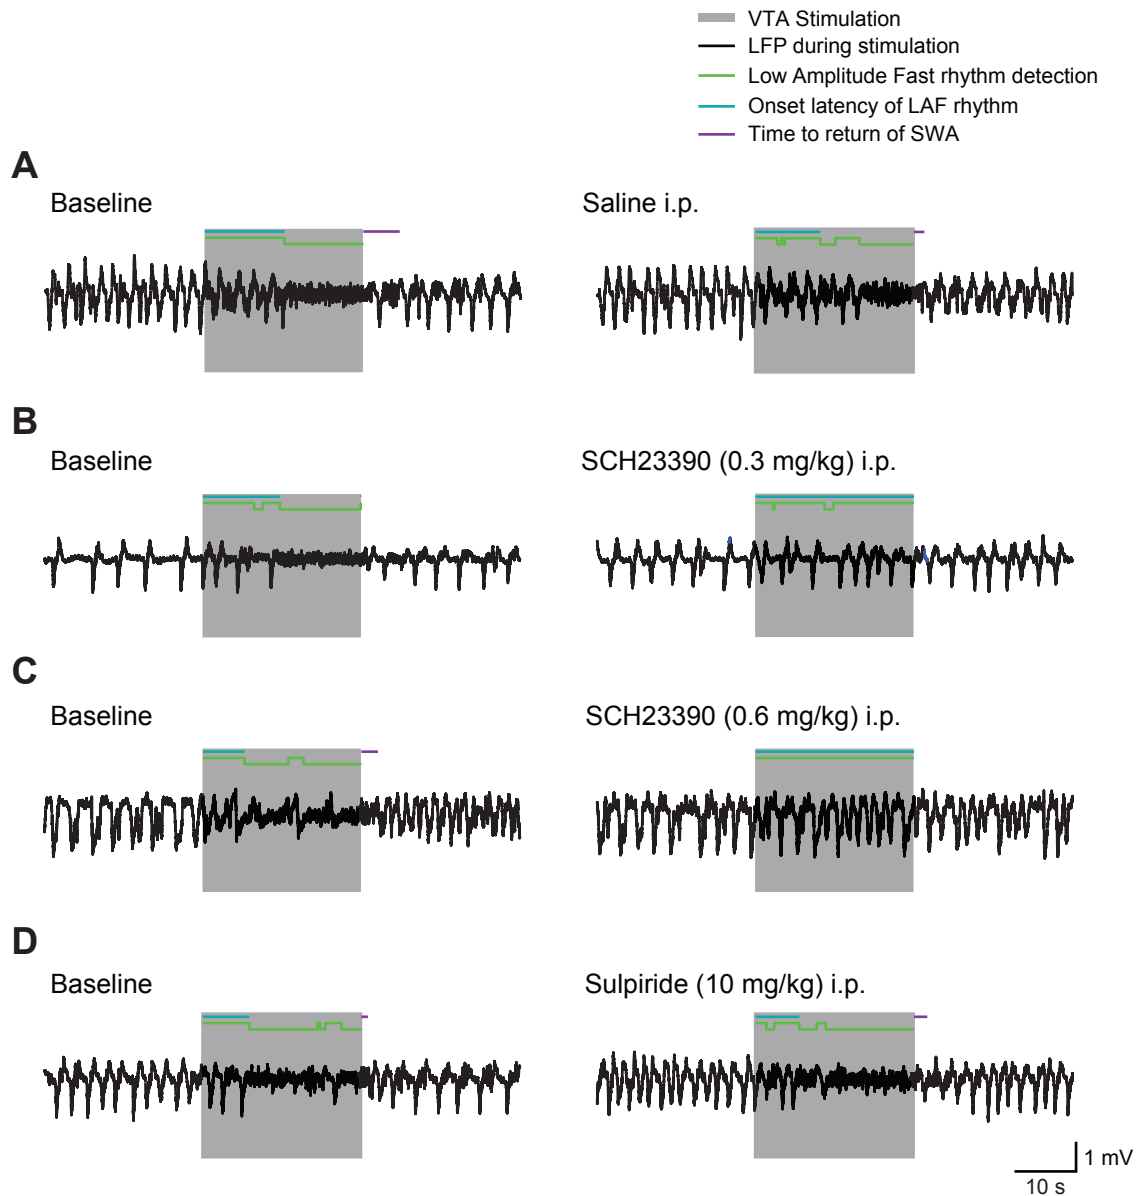 VTA Stimulation
LFP during stimulation
Low Amplitude Fast rhythm detection
Onset latency of LAF rhythm
Time to return of SWA
A
Baseline
Saline i.p.
B
Baseline
SCH23390 (0.3 mg/kg) i.p.
C
Baseline
SCH23390 (0.6 mg/kg) i.p.
D
Baseline
Sulpiride (10 mg/kg) i.p.
1 mV
10 s